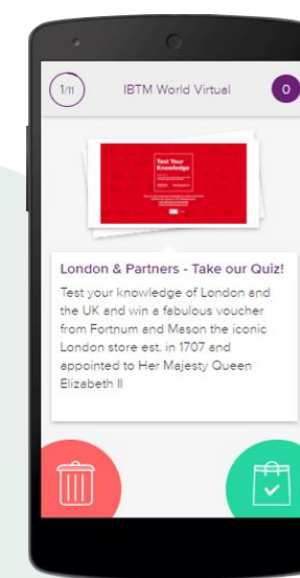 1/11
IBTM World Virtual
0
Test Your
Knowledge
London & Partners - Take our Quiz!
Test your knowledge of London and
the UK and win a fabulous voucher
from Fortnum and Mason the iconic
London store est. in 1707 and
appointed to Her Majesty Queen
Elizabeth II